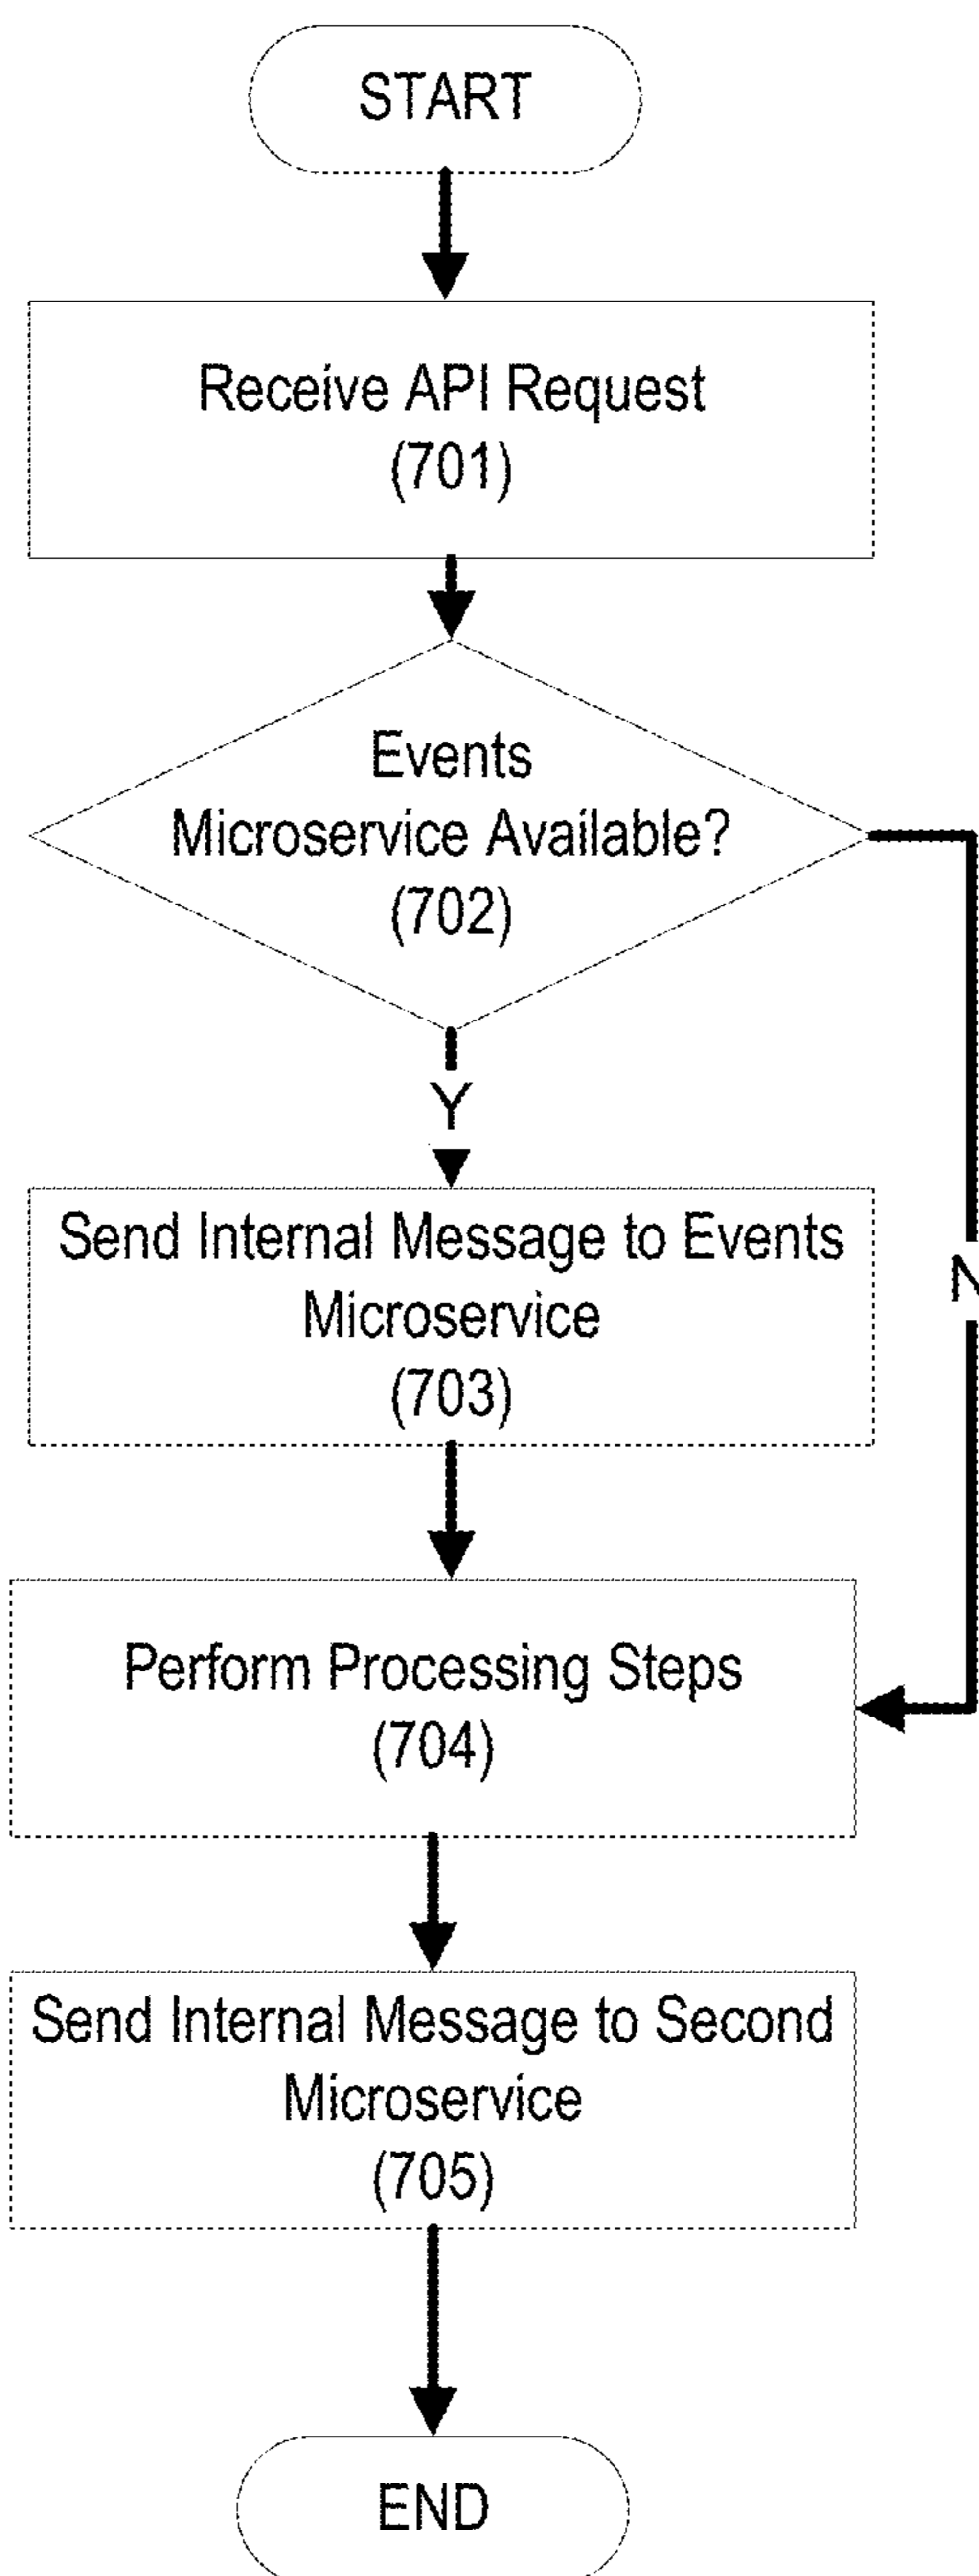 START
Receive API Request
(701)
Events
Microservice Available?
(702)
Y
Send Internal Message to Events
Microservice
(703)
N
Perform Processing Steps
(704)
Send Internal Message to Second
Microservice
(705)
END